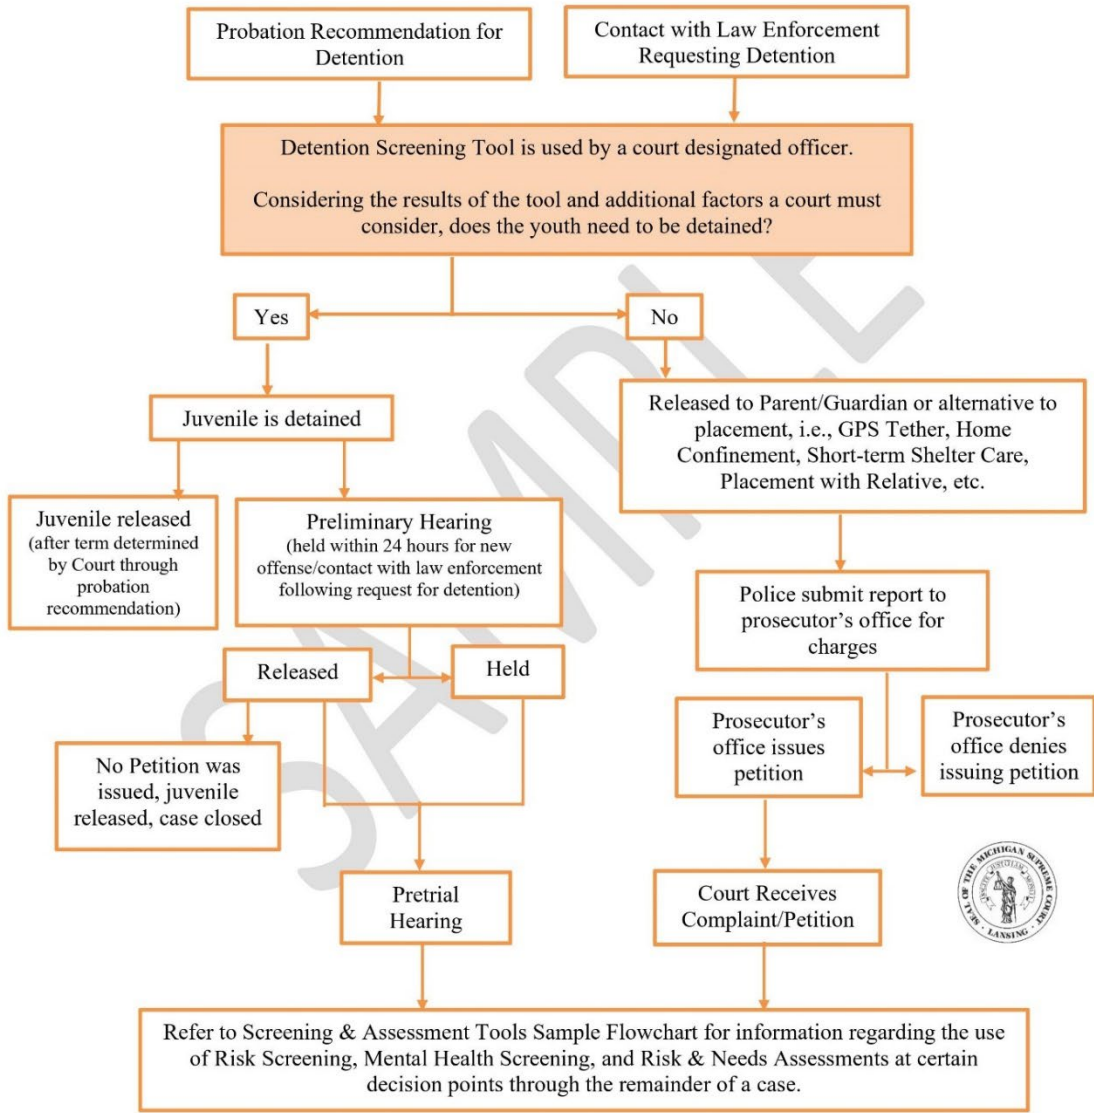 Probation Recommendation for
Detention
Contact with Law Enforcement
Requesting Detention
Detention Screening Tool is used by a court designated officer.
Considering the results of the tool and additional factors a court must
consider, does the youth need to be detained?
Yes
No
Juvenile is detained
Released to Parent/Guardian or alternative to
placement, i.e., GPS Tether, Home
Confinement, Short-term Shelter Care,
Placement with Relative, etc.
Juvenile released
(after term determined
by Court through
probation
recommendation)
Preliminary Hearing
(held within 24 hours for new
offense/contact with law enforcement
following request for detention)
Police submit report to
prosecutor’s office for
charges
Released
Held
Prosecutor’s
office issues
petition
Prosecutor’s
office denies
issuing petition
No Petition was
issued, juvenile
released, case closed
Pretrial
Hearing
Court Receives
Complaint/Petition
SEAL OF THE MICHIGAN SUPREME COURT
· LANSING ·
Refer to Screening & Assessment Tools Sample Flowchart for information regarding the use
of Risk Screening, Mental Health Screening, and Risk & Needs Assessments at certain
decision points through the remainder of a case.
SAMPLE